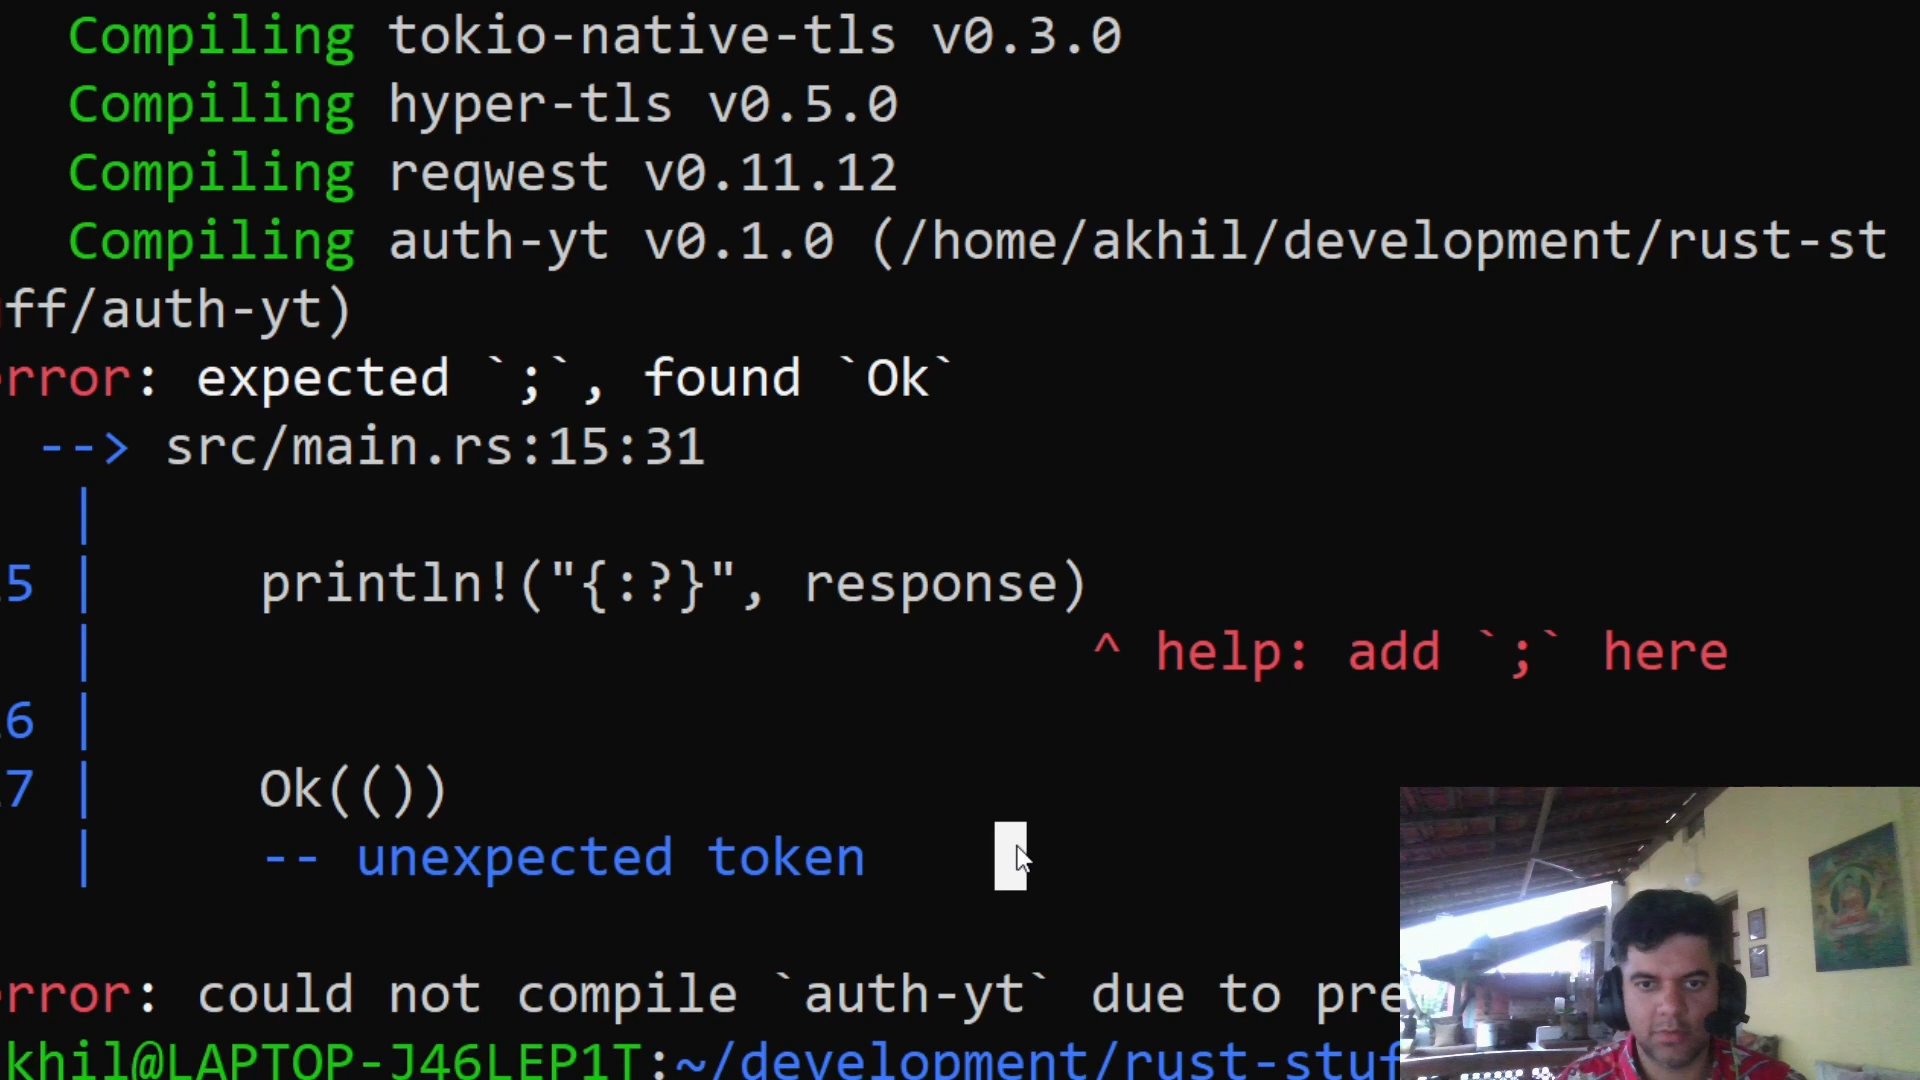 Compiling tokio-native-tls v0.3.0
Compiling hyper-tls v0.5.0
Compiling reqwest v0.11.12
Compiling auth-yt v0.1.0 (/home/akhil/development/rust-st
ff/auth-yt)
error: expected `;`, found `Ok`
--> src/main.rs:15:31
|
5 | println!("{:?}", response)
| ^ help: add `;` here
6 |
7 | Ok(())
| -- unexpected token
error: could not compile `auth-yt` due to pre
khil@LAPTOP-J46LEP1T:~/development/rust-stuf